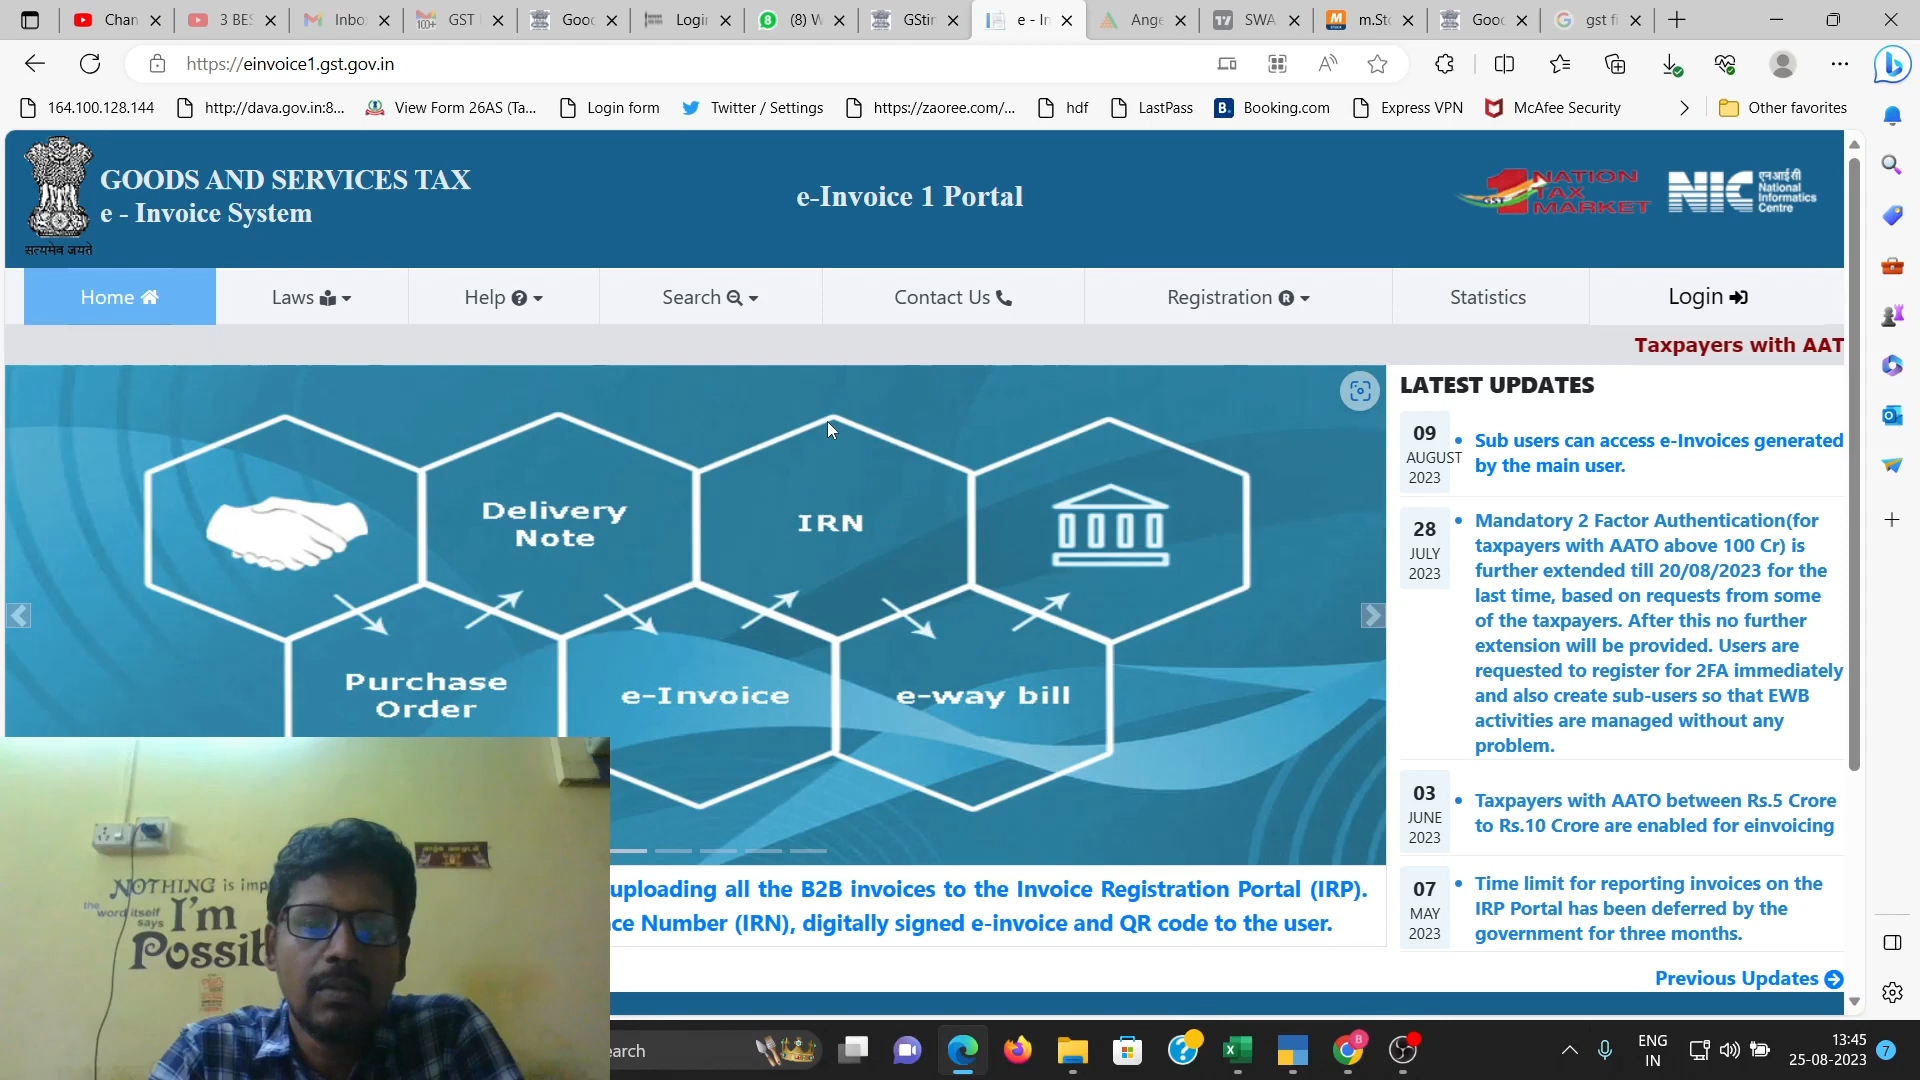 Chan
3 BES
Inbo
GST
Gooc
Login
(8) W
GStin
e - In
Ange
SWA
m.Sto
Gooc
gst fi
https://einvoice1.gst.gov.in
164.100.128.144
http://dava.gov.in:8...
View Form 26AS (Ta...
Login form
Twitter / Settings
https://zaoree.com/...
hdf
LastPass
Booking.com
Express VPN
McAfee Security
Other favorites
GOODS AND SERVICES TAX
e - Invoice System
सत्यमेव जयते
e-Invoice 1 Portal
GST
NATION
TAX
MARKET
NIC
एनआईसी
National
Informatics
Centre
Home
Laws
Help
Search
Contact Us
Registration
Statistics
Login
Taxpayers with AAT
Delivery
Note
IRN
Purchase
Order
e-Invoice
e-way bill
LATEST UPDATES
09
AUGUST
2023
Sub users can access e-Invoices generated
by the main user.
28
JULY
2023
Mandatory 2 Factor Authentication(for
taxpayers with AATO above 100 Cr) is
further extended till 20/08/2023 for the
last time, based on requests from some
of the taxpayers. After this no further
extension will be provided. Users are
requested to register for 2FA immediately
and also create sub-users so that EWB
activities are managed without any
problem.
03
JUNE
2023
Taxpayers with AATO between Rs.5 Crore
to Rs.10 Crore are enabled for einvoicing
07
MAY
2023
Time limit for reporting invoices on the
IRP Portal has been deferred by the
government for three months.
Previous Updates
uploading all the B2B invoices to the Invoice Registration Portal (IRP).
ce Number (IRN), digitally signed e-invoice and QR code to the user.
NOTHING is imp
the word itself
says
I'm
Possib
earch
ENG
IN
13:45
25-08-2023
7